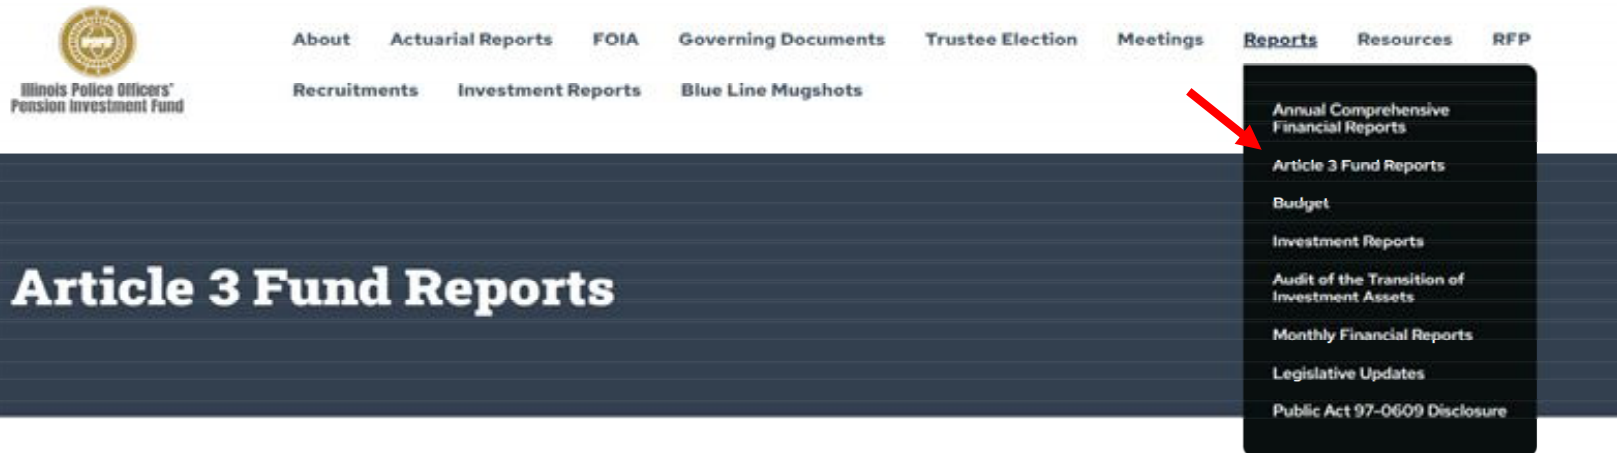 Illinois Police Officers'
Pension Investment Fund
About Actuarial Reports FOIA Governing Documents Trustee Election Meetings Reports Resources RFP
Recruitments Investment Reports Blue Line Mugshots
Annual Comprehensive
Financial Reports
Article 3 Fund Reports
Budget
Investment Reports
Audit of the Transition of
Investment Assets
Monthly Financial Reports
Legislative Updates
Public Act 97-0609 Disclosure
Article 3 Fund Reports